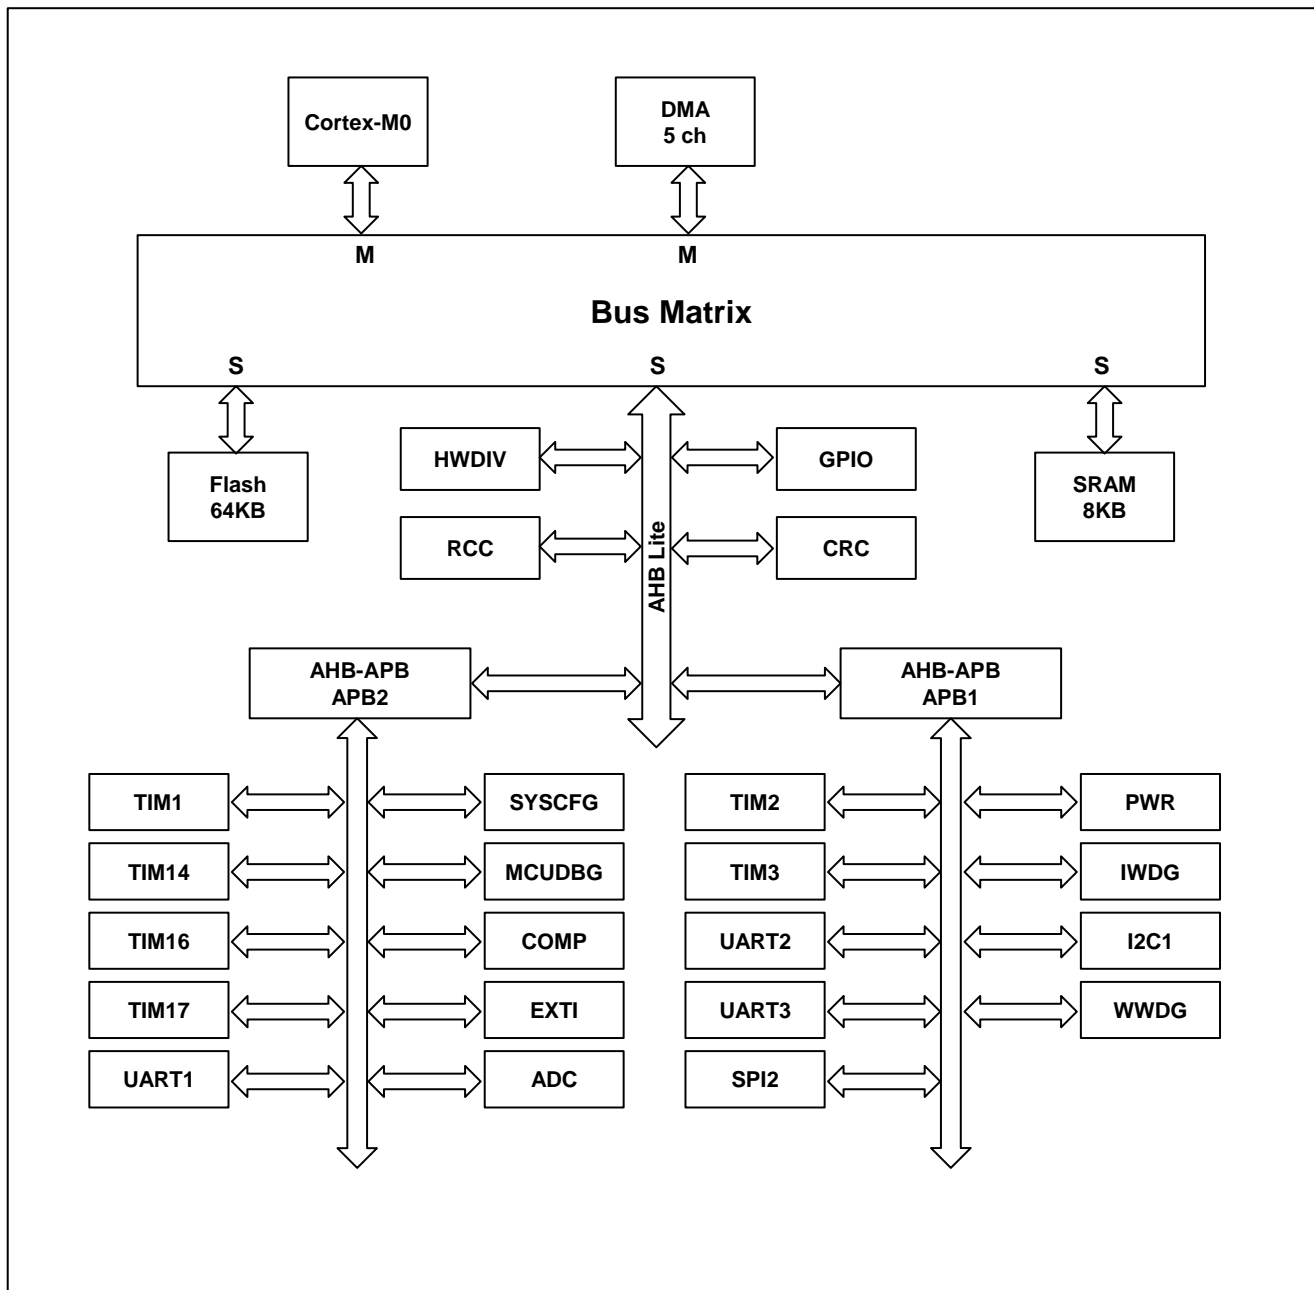 Cortex-M0
DMA
5 ch
M
M
Bus Matrix
S
S
S
Flash
64KB
HWDIV
GPIO
SRAM
8KB
RCC
CRC
AHB Lite
AHB-APB
APB2
AHB-APB
APB1
TIM1
SYSCFG
TIM2
PWR
TIM14
MCUDBG
TIM3
IWDG
TIM16
COMP
UART2
I2C1
TIM17
EXTI
UART3
WWDG
UART1
ADC
SPI2